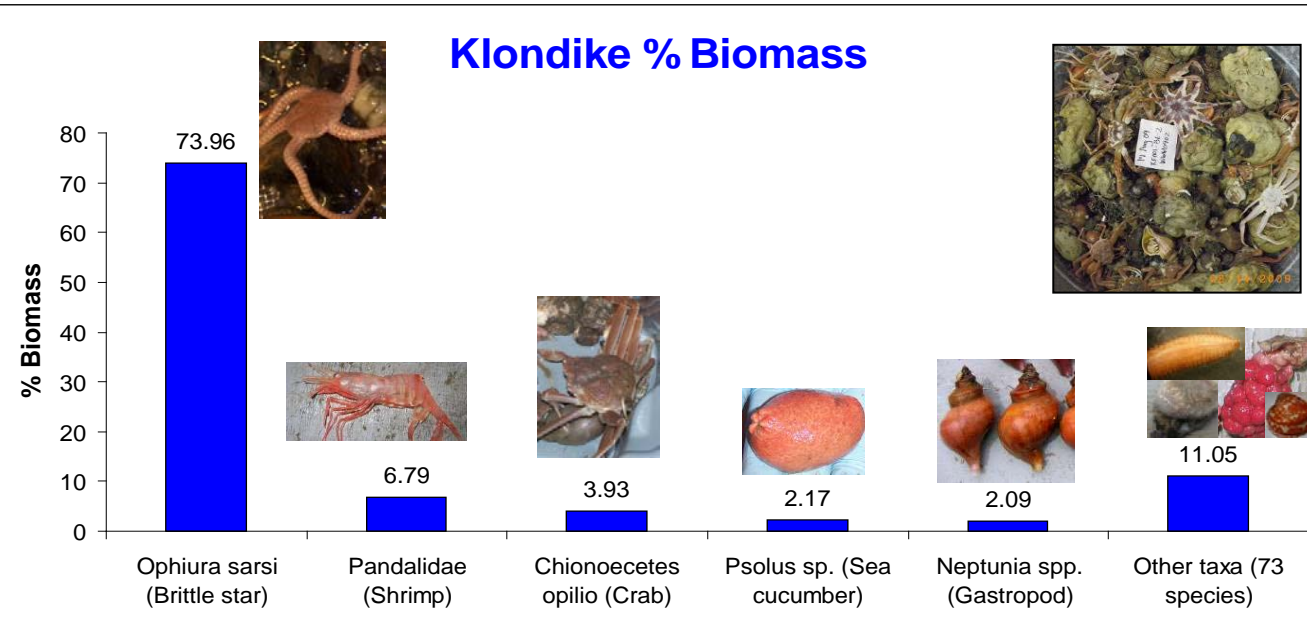 Klondike % Biomass
% Biomass
80
70
60
50
40
30
20
10
0
73.96
6.79
3.93
2.17
2.09
11.05
Ophiura sarsi
(Brittle star)
Pandalidae
(Shrimp)
Chionoecetes
opilio (Crab)
Psolus sp. (Sea
cucumber)
Neptunia spp.
(Gastropod)
Other taxa (73
species)